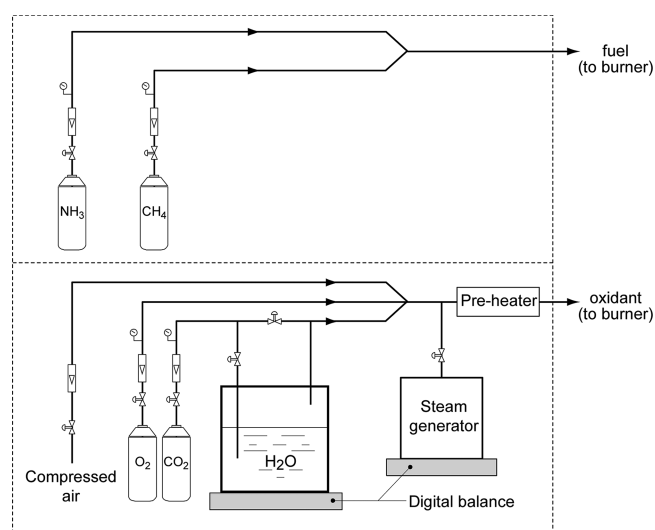 fuel
(to burner)
NH3
CH4
Pre-heater
oxidant
(to burner)
Steam
generator
O2
CO2
H2O
Compressed
air
Digital balance